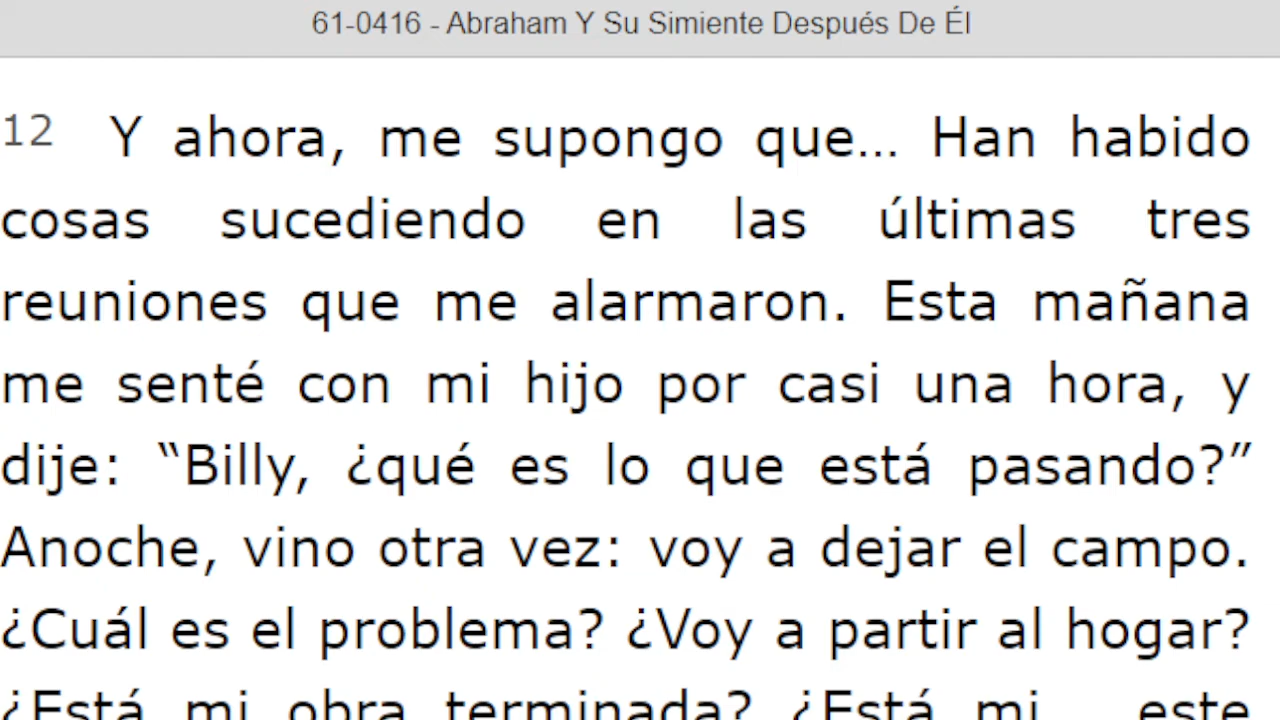 61-0416 - Abraham Y Su Simiente Después De Él
12 Y ahora, me supongo que... Han habido
cosas sucediendo en las últimas tres
reuniones que me alarmaron. Esta mañana
me senté con mi hijo por casi una hora, y
dije: “Billy, ¿qué es lo que está pasando?”
Anoche, vino otra vez: voy a dejar el campo.
¿Cuál es el problema? ¿Voy a partir al hogar?
¿Está mi obra terminada? ¿Está mi este